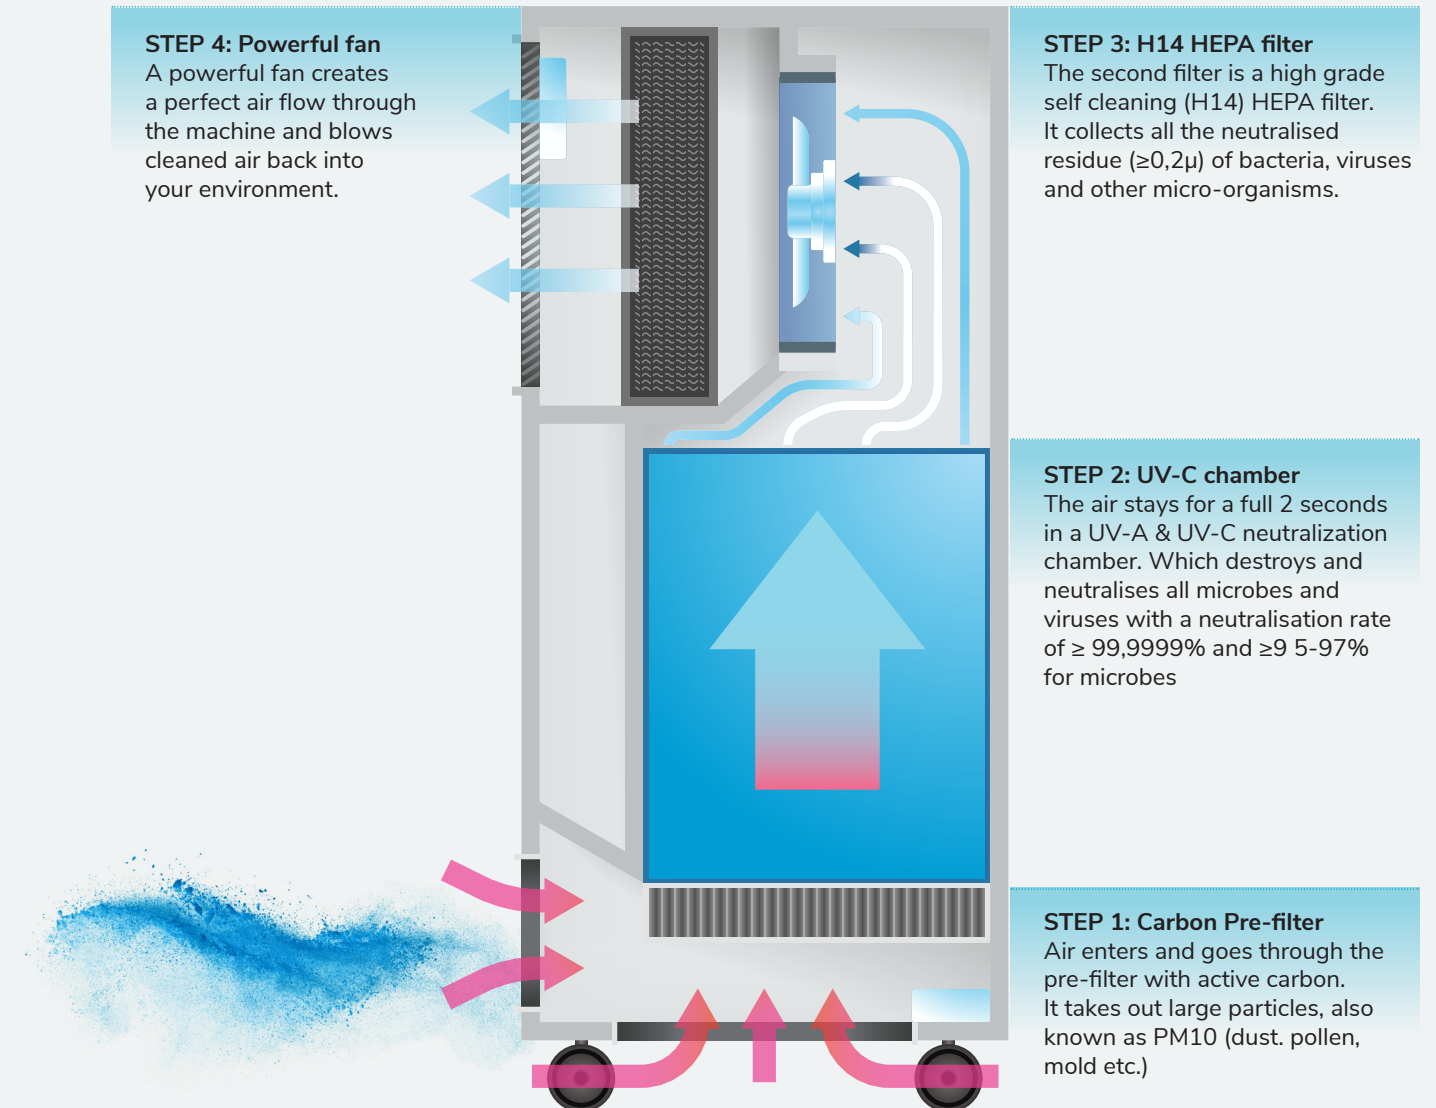 STEP 4: Powerful fan
A powerful fan creates
a perfect air flow through
the machine and blows
cleaned air back into
your environment.
STEP 3: H14 HEPA filter
The second filter is a high grade
self cleaning (H14) HEPA filter.
It collects all the neutralised
residue (≥0,2μ) of bacteria, viruses
and other micro-organisms.
STEP 2: UV-C chamber
The air stays for a full 2 seconds
in a UV-A & UV-C neutralization
chamber. Which destroys and
neutralises all microbes and
viruses with a neutralisation rate
of ≥ 99,9999% and ≥9 5-97%
for microbes
STEP 1: Carbon Pre-filter
Air enters and goes through the
pre-filter with active carbon.
It takes out large particles, also
known as PM10 (dust. pollen,
mold etc.)